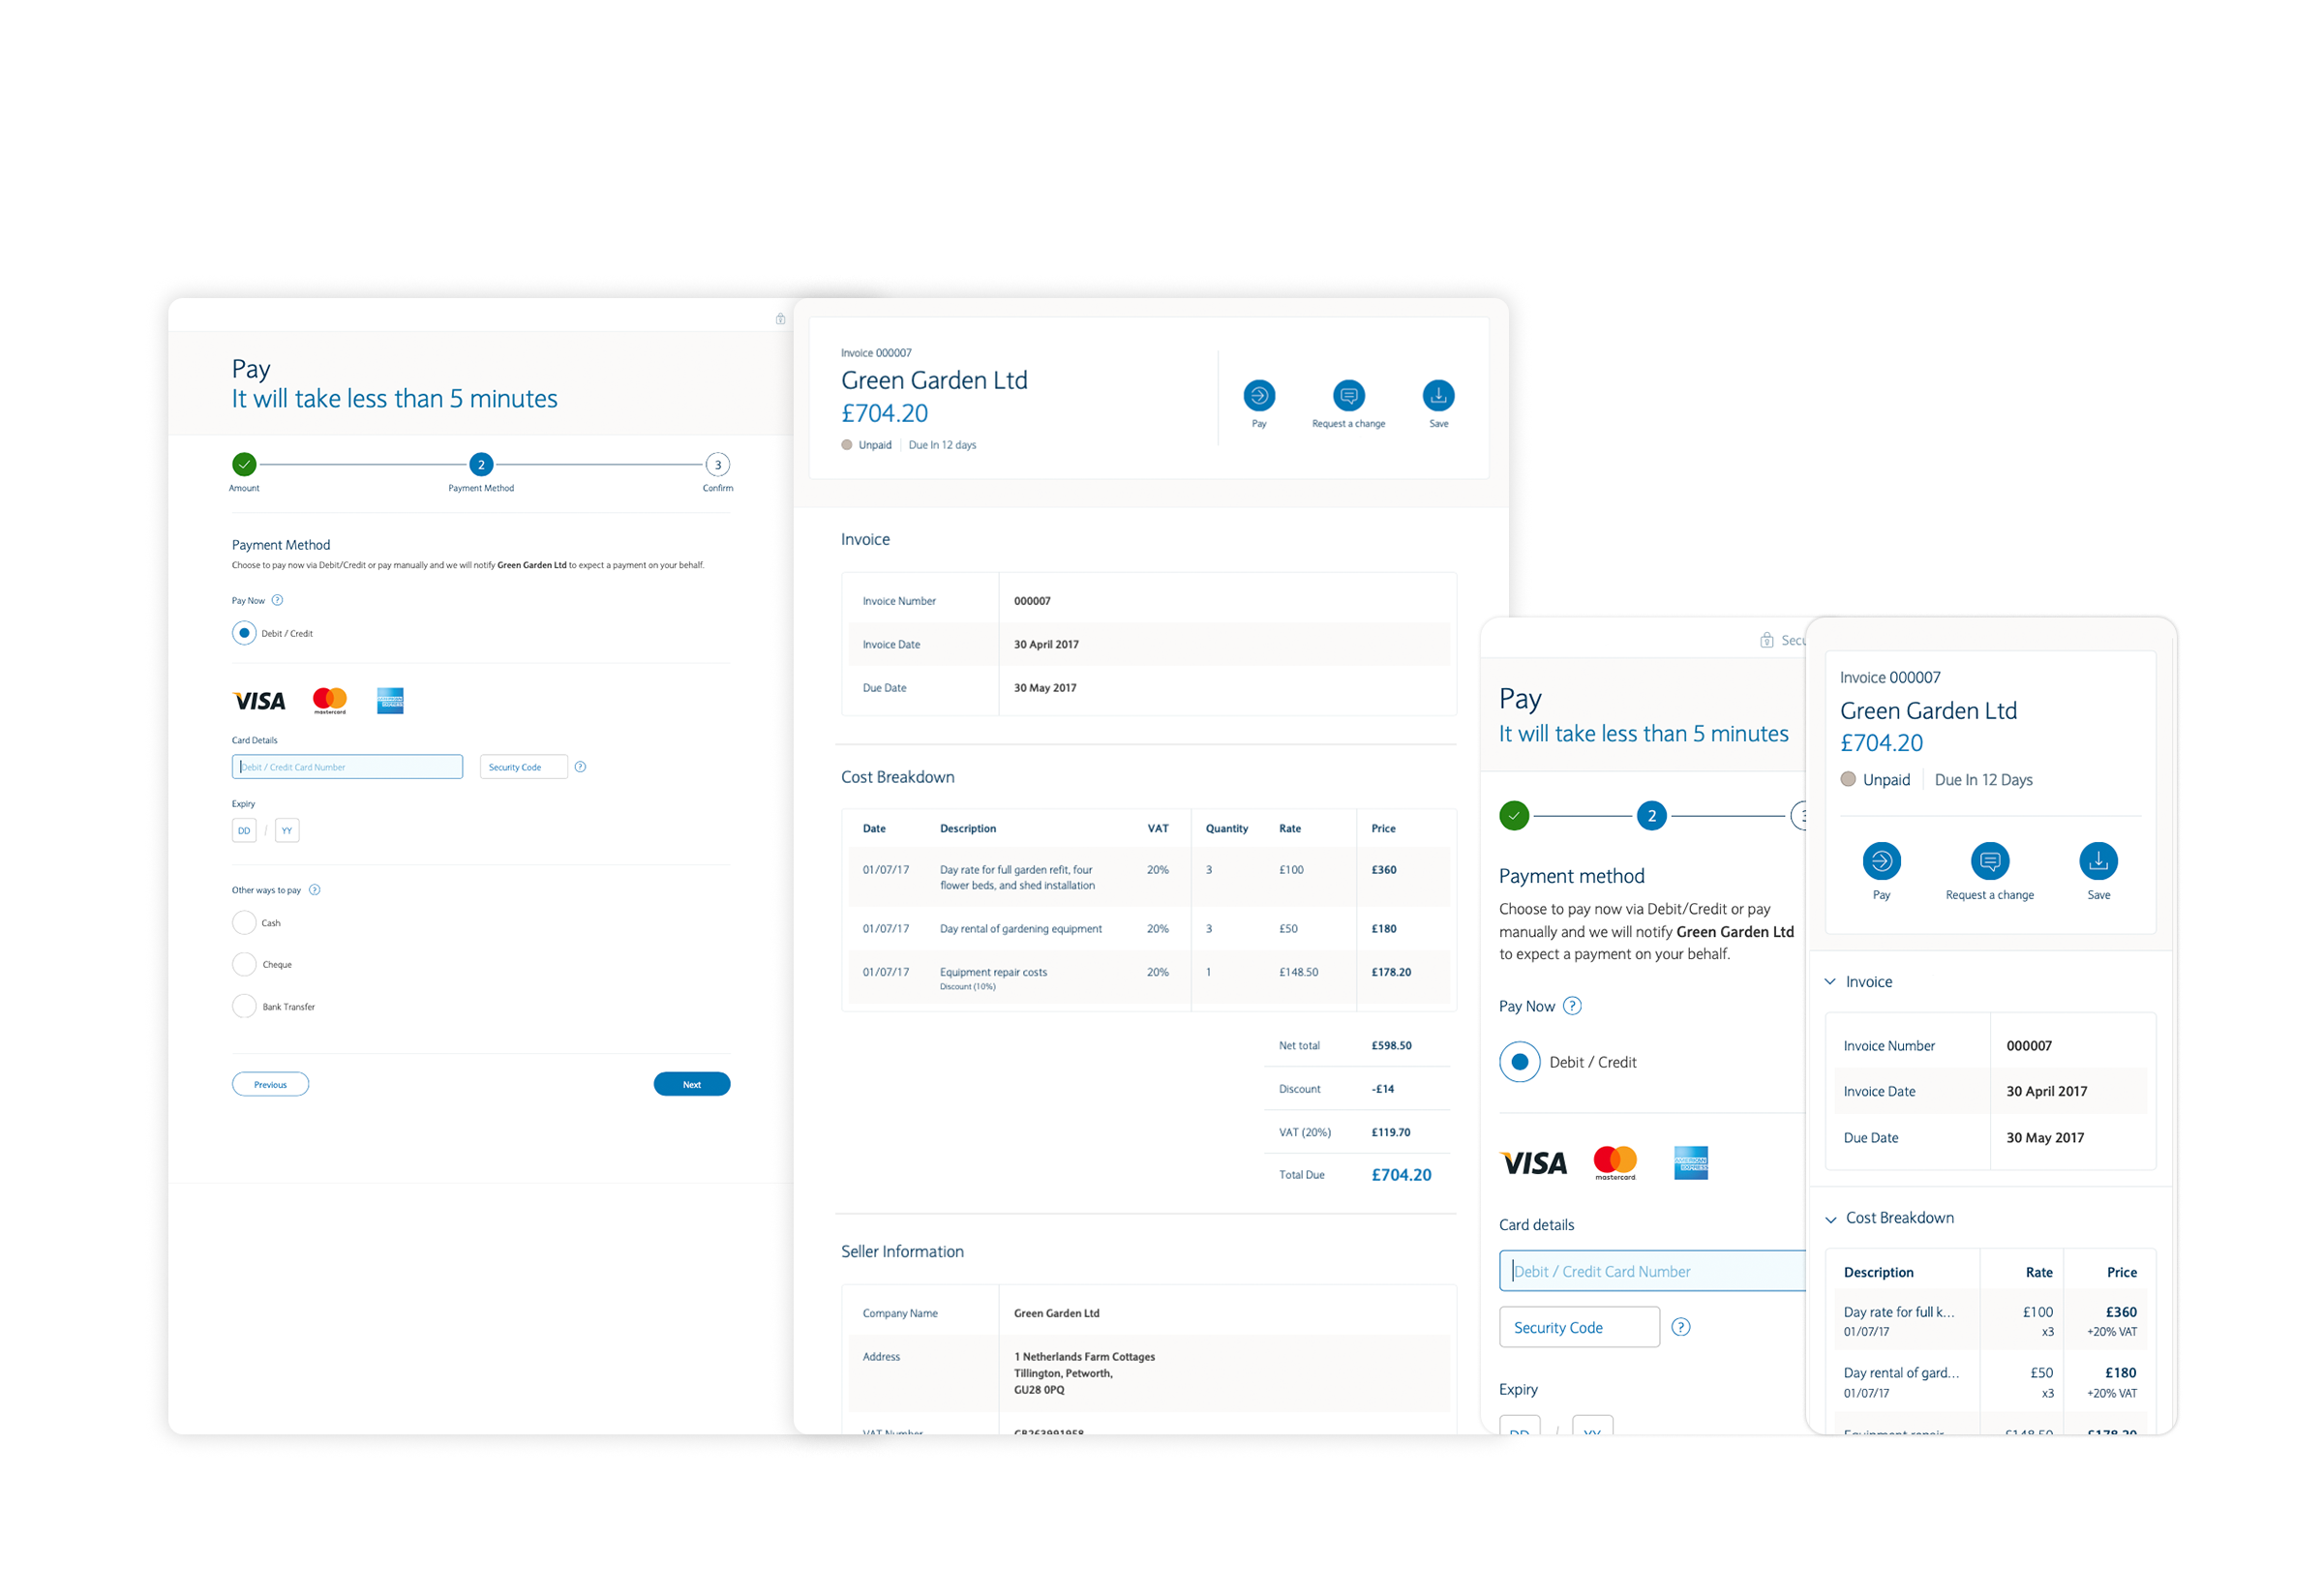 Pay
It will take less than 5 minutes
2
3
Amount
Payment Method
Confirm
Payment Method
Choose to pay now via Debit/Credit or pay manually and we will notify Green Garden Ltd to expect a payment on your behalf.
Pay Now ?
Debit / Credit
VISA
mastercard
AMERICAN EXPRESS
Card Details
Debit / Credit Card Number
Security Code ?
Expiry
DD / YY
Other ways to pay ?
Cash
Cheque
Bank Transfer
Previous
Next
Invoice 000007
Green Garden Ltd
£704.20
Unpaid
Due In 12 days
Pay
Request a change
Save
Invoice
Invoice Number 000007
Invoice Date 30 April 2017
Due Date 30 May 2017
Cost Breakdown
Date Description VAT Quantity Rate Price
01/07/17 Day rate for full garden refit, four 20% 3 £100 £360
flower beds, and shed installation
01/07/17 Day rental of gardening equipment 20% 3 £50 £180
01/07/17 Equipment repair costs 20% 1 £148.50 £178.20
Discount (10%)
Net total £598.50
Discount -£14
VAT (20%) £119.70
Total Due £704.20
Seller Information
Company Name Green Garden Ltd
Address 1 Netherlands Farm Cottages
Tillington, Petworth,
GU28 0PQ
VAT Number GB263991958
Secu
Pay
It will take less than 5 minutes
2
3
Payment method
Choose to pay now via Debit/Credit or pay
manually and we will notify Green Garden Ltd
to expect a payment on your behalf.
Pay Now ?
Debit / Credit
VISA
mastercard
AMERICAN EXPRESS
Card details
Debit / Credit Card Number
Security Code ?
Expiry
DD / YY
Invoice 000007
Green Garden Ltd
£704.20
Unpaid
Due In 12 Days
Pay
Request a change
Save
Invoice
Invoice Number 000007
Invoice Date 30 April 2017
Due Date 30 May 2017
Cost Breakdown
Description Rate Price
Day rate for full k... £100 £360
01/07/17 x3 +20% VAT
Day rental of gard... £50 £180
01/07/17 x3 +20% VAT
Equipment repair £148.50 £178.20